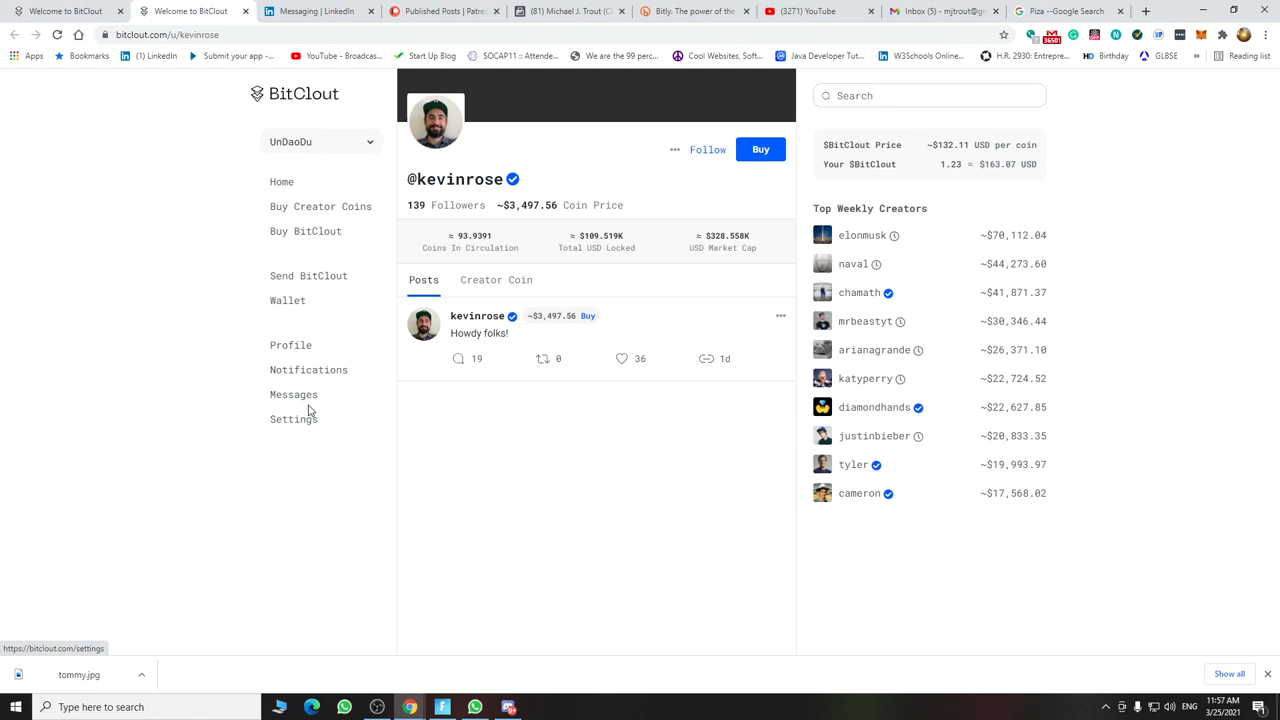 Welcome to BitClout
Welcome to BitClout
Messaging | LinkedIn
Published to 'How it's
(81) Michael J. Trout (C
Bitly. The power of the
(3271) YouTube
Inbox (5) - mjtrout@gm
Piza --Google Search
bitclout.com/u/kevinrose
36501
Apps
Bookmarks
(1) LinkedIn
Submit your app -...
YouTube - Broadcas...
Start Up Blog
SOCAP11 :: Attende...
We are the 99 perc...
Cool Websites, Soft...
Java Developer Tut...
W3Schools Onlin...
H.R. 2930: Entrepre...
Birthday
GLBSE
»
Reading list
BitClout
UnDaoDu
Home
Buy Creator Coins
Buy BitClout
Send BitClout
Wallet
Profile
Notifications
Messages
Settings
Follow
Buy
@kevinrose
139 Followers ~$3,497.56 Coin Price
≈ 93.9391
Coins In Circulation
≈ $109.519K
Total USD Locked
≈ $328.558K
USD Market Cap
Posts
Creator Coin
kevinrose ~$3,497.56 Buy
Howdy folks!
19
0
36
1d
Search
$BitClout Price ~$132.11 USD per coin
Your $BitClout 1.23 ≈ $163.07 USD
Top Weekly Creators
elonmusk ~$70,112.04
naval ~$44,273.60
chamath ~$41,871.37
mrbeastyt ~$30,346.44
arianagrande ~$26,371.10
katyperry ~$22,724.52
diamondhands ~$22,627.85
justinbieber ~$20,833.35
tyler ~$19,993.97
cameron ~$17,568.02
https://bitclout.com/settings
tommy.jpg
Show all
Type here to search
ENG
11:57 AM
3/25/2021